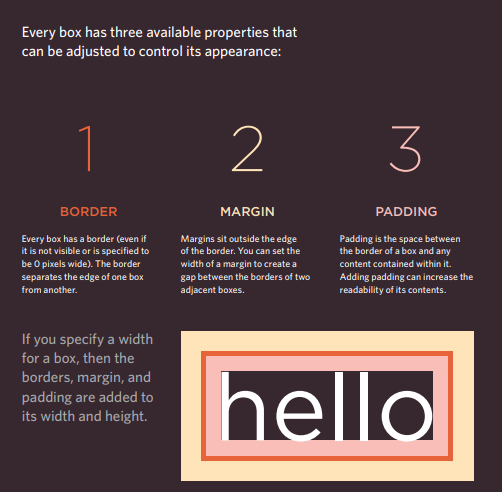 Every box has three available properties that
can be adjusted to control its appearance:
1
2
3
BORDER
MARGIN
PADDING
Every box has a border (even if
it is not visible or is specified to
be 0 pixels wide). The border
separates the edge of one box
from another.
Margins sit outside the edge
of the border. You can set the
width of a margin to create a
gap between the borders of two
adjacent boxes.
Padding is the space between
the border of a box and any
content contained within it.
Adding padding can increase the
readability of its contents.
If you specify a width
for a box, then the
borders, margin, and
padding are added to
its width and height.
hello